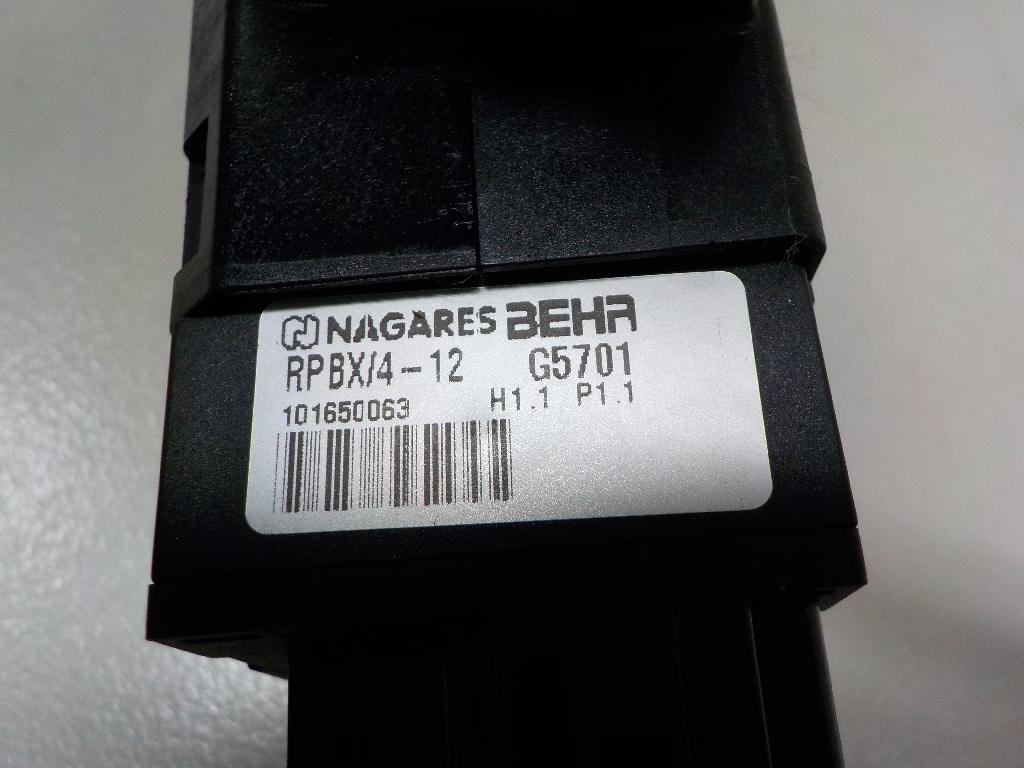 NAGARES BEHR
RPBX/4-12 G5701
101650063 H1.1 P1.1